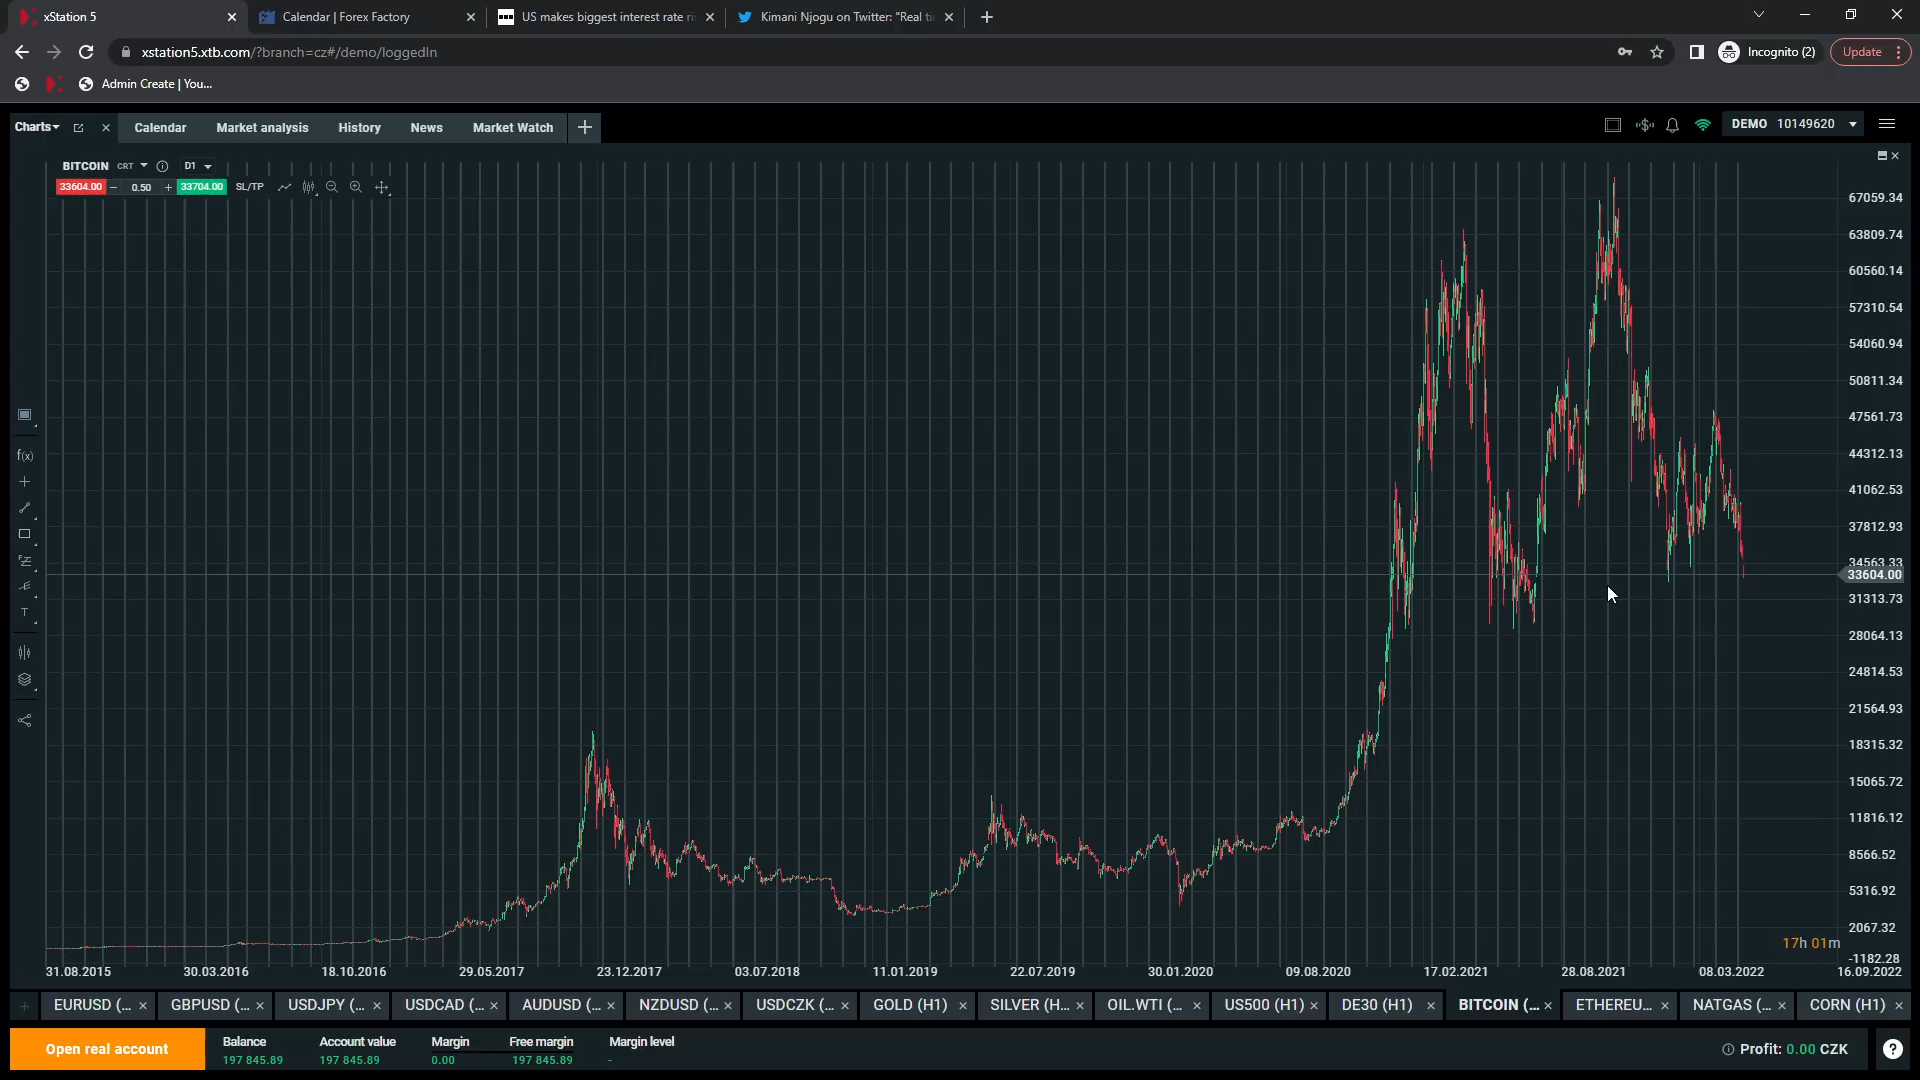 xStation 5
Calendar | Forex Factory
US makes biggest interest rate ri
Kimani Njogu on Twitter: "Real ti
xstation5.xtb.com/?branch=cz#/demo/loggedIn
Incognito (2)
Update
Admin Create | You...
Charts
Calendar
Market analysis
History
News
Market Watch
DEMO 10149620
BITCOIN CRT D1
33604.00 - 0.50 + 33704.00 SL/TP
67059.34
63809.74
60560.14
57310.54
54060.94
50811.34
47561.73
44312.13
41062.53
37812.93
34563.33
33604.00
31313.73
28064.13
24814.53
21564.93
18315.32
15065.72
11816.12
8566.52
5316.92
2067.32
-1182.28
f(x)
T
17h 01m
31.08.2015 30.03.2016 18.10.2016 29.05.2017 23.12.2017 03.07.2018 11.01.2019 22.07.2019 30.01.2020 09.08.2020 17.02.2021 28.08.2021 08.03.2022 16.09.2022
EURUSD (... GBPUSD (... USDJPY (... USDCAD (... AUDUSD (... NZDUSD (... USDCZK (... GOLD (H1) SILVER (H... OIL.WTI (... US500 (H1) DE30 (H1) BITCOIN (... ETHEREU... NATGAS (... CORN (H1)
Open real account
Balance Account value Margin Free margin Margin level
197 845.89 197 845.89 0.00 197 845.89 -
Profit: 0.00 CZK
?